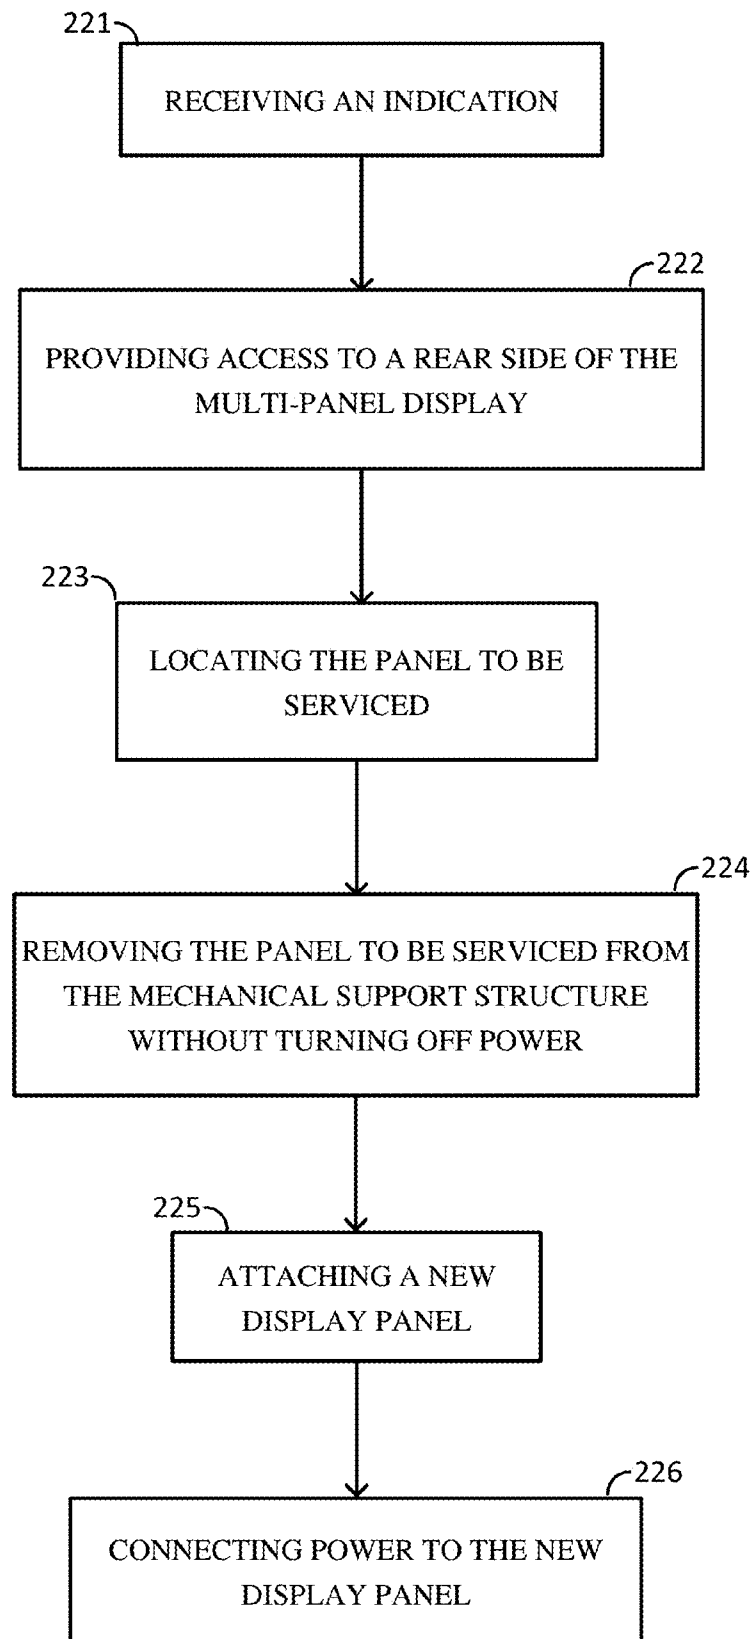 221
RECEIVING AN INDICATION
222
PROVIDING ACCESS TO A REAR SIDE OF THE
MULTI-PANEL DISPLAY
223
LOCATING THE PANEL TO BE
SERVICED
224
REMOVING THE PANEL TO BE SERVICED FROM
THE MECHANICAL SUPPORT STRUCTURE
WITHOUT TURNING OFF POWER
225
ATTACHING A NEW
DISPLAY PANEL
226
CONNECTING POWER TO THE NEW
DISPLAY PANEL